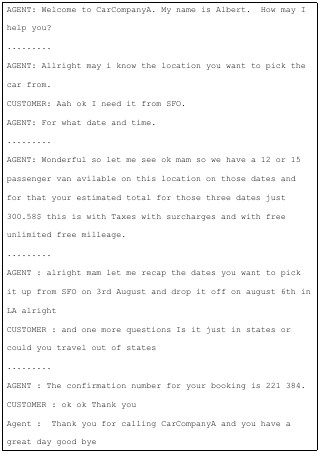 AGENT: Welcome to CarCompanyA. My name is Albert.  How may I
help you?
.........
AGENT: Allright may i know the location you want to pick the
car from.
CUSTOMER: Aah ok I need it from SFO.
AGENT: For what date and time.
.........
AGENT: Wonderful so let me see ok mam so we have a 12 or 15
passenger van avilable on this location on those dates and
for that your estimated total for those three dates just
300.58$ this is with Taxes with surcharges and with free
unlimited free milleage.
.........
AGENT : alright mam let me recap the dates you want to pick
it up from SFO on 3rd August and drop it off on august 6th in
LA alright
CUSTOMER : and one more questions Is it just in states or
could you travel out of states
.........
AGENT : The confirmation number for your booking is 221 384.
CUSTOMER : ok ok Thank you
Agent :  Thank you for calling CarCompanyA and you have a
great day good bye